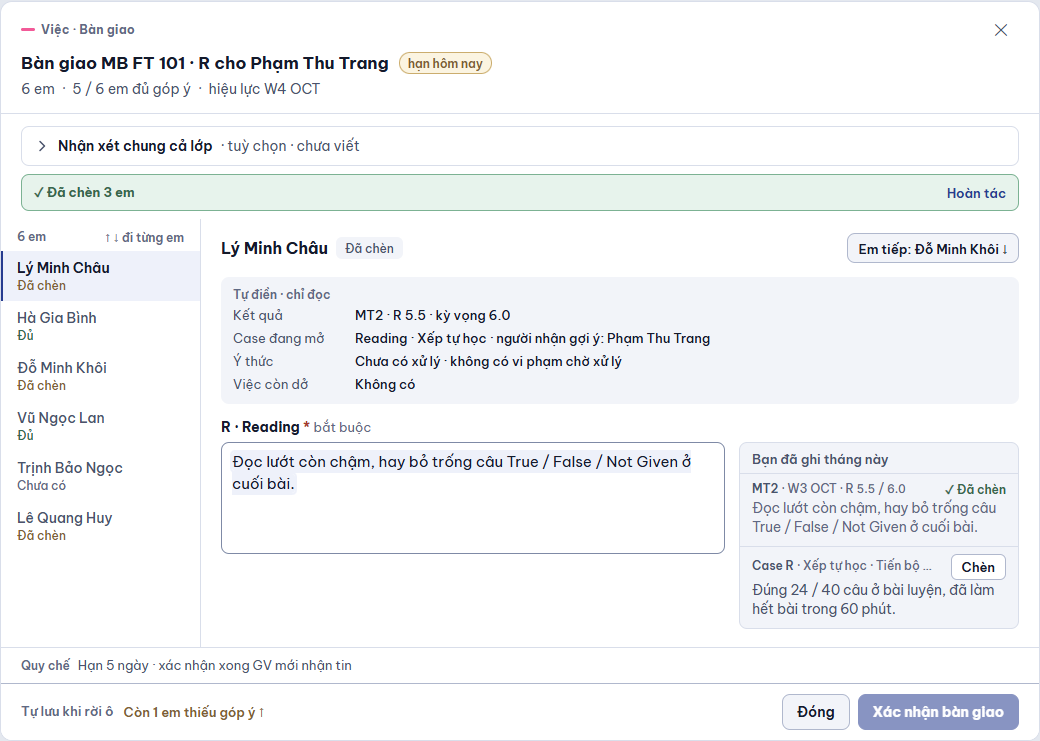 Việc · Bàn giao
Bàn giao MB FT 101 · R cho Phạm Thu Trang hạn hôm nay
6 em · 5 / 6 em đủ góp ý · hiệu lực W4 OCT
Nhận xét chung cả lớp · tuỳ chọn · chưa viết
✓ Đã chèn 3 em Hoàn tác
6 em ↑ ↓ đi từng em
Lý Minh Châu
Đã chèn
Hà Gia Bình
Đủ
Đỗ Minh Khôi
Đã chèn
Vũ Ngọc Lan
Đủ
Trịnh Bảo Ngọc
Chưa có
Lê Quang Huy
Đã chèn
Lý Minh Châu Đã chèn Em tiếp: Đỗ Minh Khôi ↓
Tự điền · chỉ đọc
Kết quả MT2 · R 5.5 · kỳ vọng 6.0
Case đang mở Reading · Xếp tự học · người nhận gợi ý: Phạm Thu Trang
Ý thức Chưa có xử lý · không có vi phạm chờ xử lý
Việc còn dở Không có
R · Reading * bắt buộc
Đọc lướt còn chậm, hay bỏ trống câu True / False / Not Given ở
cuối bài.
Bạn đã ghi tháng này
MT2 · W3 OCT · R 5.5 / 6.0 ✓ Đã chèn
Đọc lướt còn chậm, hay bỏ trống câu
True / False / Not Given ở cuối bài.
Case R · Xếp tự học · Tiến bộ ... Chèn
Đúng 24 / 40 câu ở bài luyện, đã làm
hết bài trong 60 phút.
Quy chế Hạn 5 ngày · xác nhận xong GV mới nhận tin
Tự lưu khi rời ô Còn 1 em thiếu góp ý ↑ Đóng Xác nhận bàn giao